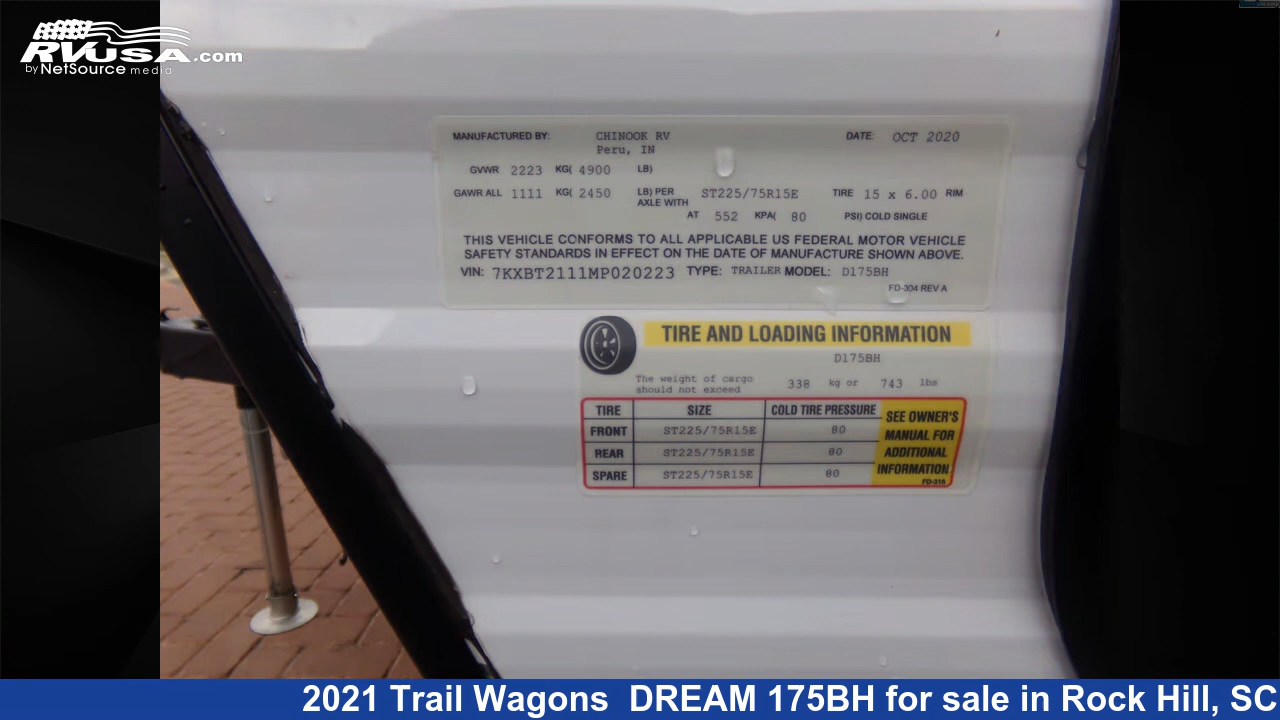 RVUSA.com
by NetSource media
MANUFACTURED BY: CHINOOK RV DATE: OCT 2020
Peru, IN
GVWR 2223 KG( 4900 LB)
GAWR ALL 1111 KG( 2450 LB) PER AXLE WITH ST225/75R15E TIRE 15 x 6.00 RIM
AT 552 KPA( 80 PSI) COLD SINGLE
THIS VEHICLE CONFORMS TO ALL APPLICABLE US FEDERAL MOTOR VEHICLE
SAFETY STANDARDS IN EFFECT ON THE DATE OF MANUFACTURE SHOWN ABOVE.
VIN: 7KXBT2111MP020223 TYPE: TRAILER MODEL: D175BH
FD-304 REV A
TIRE AND LOADING INFORMATION
D175BH
The weight of cargo
should not exceed 338 kg or 743 lbs
TIRE SIZE COLD TIRE PRESSURE
FRONT ST225/75R15E 80
REAR ST225/75R15E 80
SPARE ST225/75R15E 80
SEE OWNER'S
MANUAL FOR
ADDITIONAL
INFORMATION
FD-316
2021 Trail Wagons DREAM 175BH for sale in Rock Hill, SC